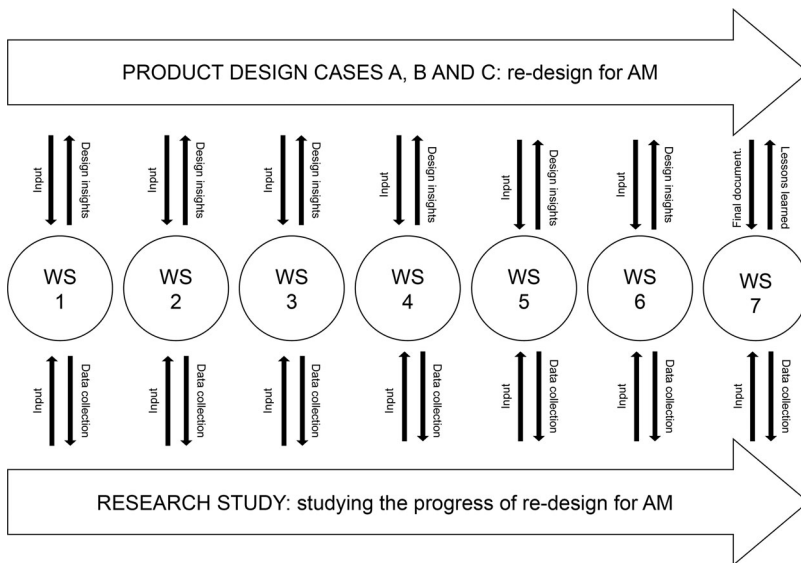 PRODUCT DESIGN CASES A, B AND C: re-design for AM
Input
Design insights
Input
Design insights
Input
Design insights
Input
Design insights
Input
Design insights
Input
Design insights
Final document.
Lessons learned
WS
1
WS
2
WS
3
WS
4
WS
5
WS
6
WS
7
Input
Data collection
Input
Data collection
Input
Data collection
Input
Data collection
Input
Data collection
Input
Data collection
Input
Data collection
RESEARCH STUDY: studying the progress of re-design for AM